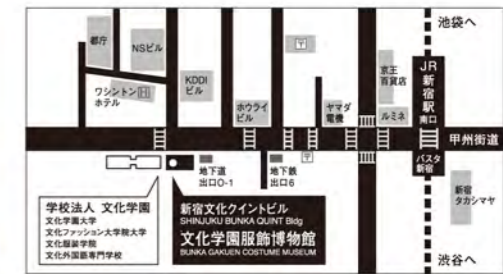 池袋へ
都庁
NSビル
京王
百貨店
JR
新宿駅
南口
ワシントン
ホテル
H
KDDI
ビル
ホウライ
ビル
ヤマダ
電機
ルミネ
甲州街道
地下道
出口O-1
地下鉄
出口6
バスタ
新宿
新宿
タカシマヤ
学校法人 文化学園
文化学園大学
文化ファッション大学院大学
文化服装学院
文化外国語専門学校
新宿文化クイントビル
SHINJUKU BUNKA QUINT Bldg
文化学園服飾博物館
BUNKA GAKUEN COSTUME MUSEUM
渋谷へ